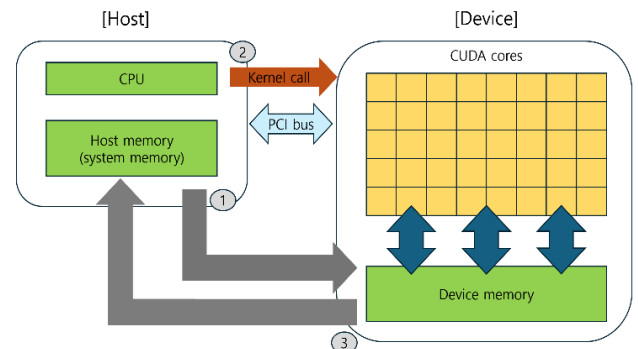 [Host]
[Device]
2
CUDA cores
CPU
Kernel call
PCI bus
Host memory
(system memory)
1
Device memory
3